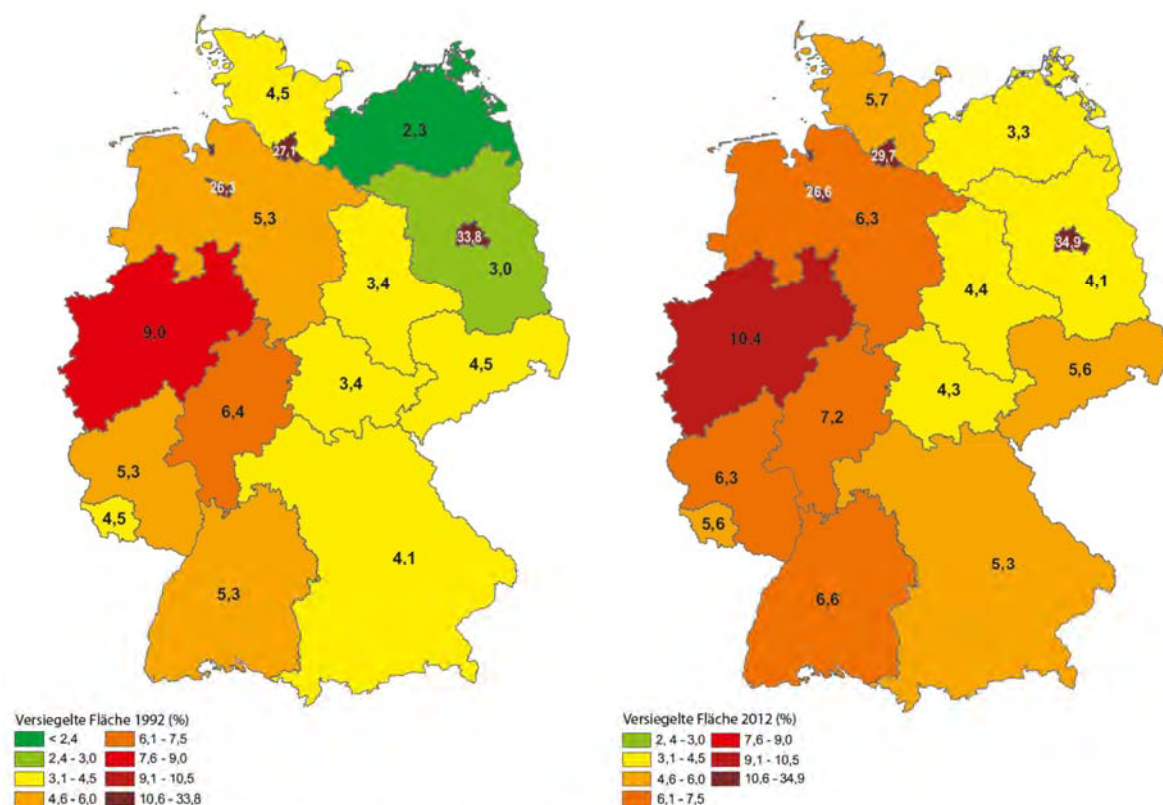 4,5
2,3
27,1
26,3
5,3
33,8
3,0
3,4
9,0
3,4
4,5
6,4
5,3
4,5
4.1
5,3
Versiegelte Fläche 1992 (%)
< 2,4
2,4 - 3,0
3,1 - 4,5
4,6 - 6,0
6,1 - 7,5
7,6 - 9,0
9,1 - 10,5
10,6 - 33,8
5,7
3,3
29,7
26,6
6,3
34,9
4,1
4,4
10.4
4,3
5,6
7,2
6,3
5,6
5,3
6,6
Versiegelte Fläche 2012 (%)
2, 4 - 3,0
3,1 - 4,5
4,6 - 6,0
6,1 - 7,5
7,6 - 9,0
9,1 - 10,5
10,6 - 34,9